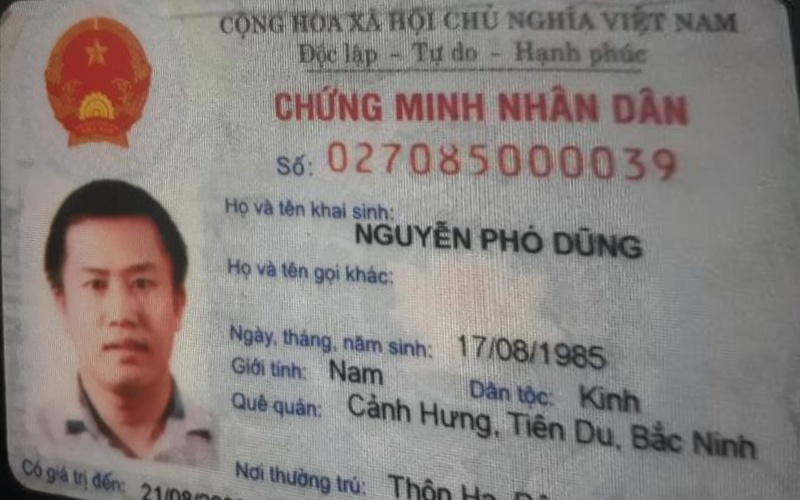 CỘNG HÒA XÃ HỘI CHỦ NGHĨA VIỆT NAM
Độc lập - Tự do - Hạnh phúc
CHỨNG MINH NHÂN DÂN
Số: 027085000039
Họ và tên khai sinh:
NGUYỄN PHÓ DŨNG
Họ và tên gọi khác:
Ngày, tháng, năm sinh: 17/08/1985
Giới tính: Nam Dân tộc: Kinh
Quê quán: Cảnh Hưng, Tiên Du, Bắc Ninh
Nơi thường trú: Thôn
Có giá trị đến: 21/08/